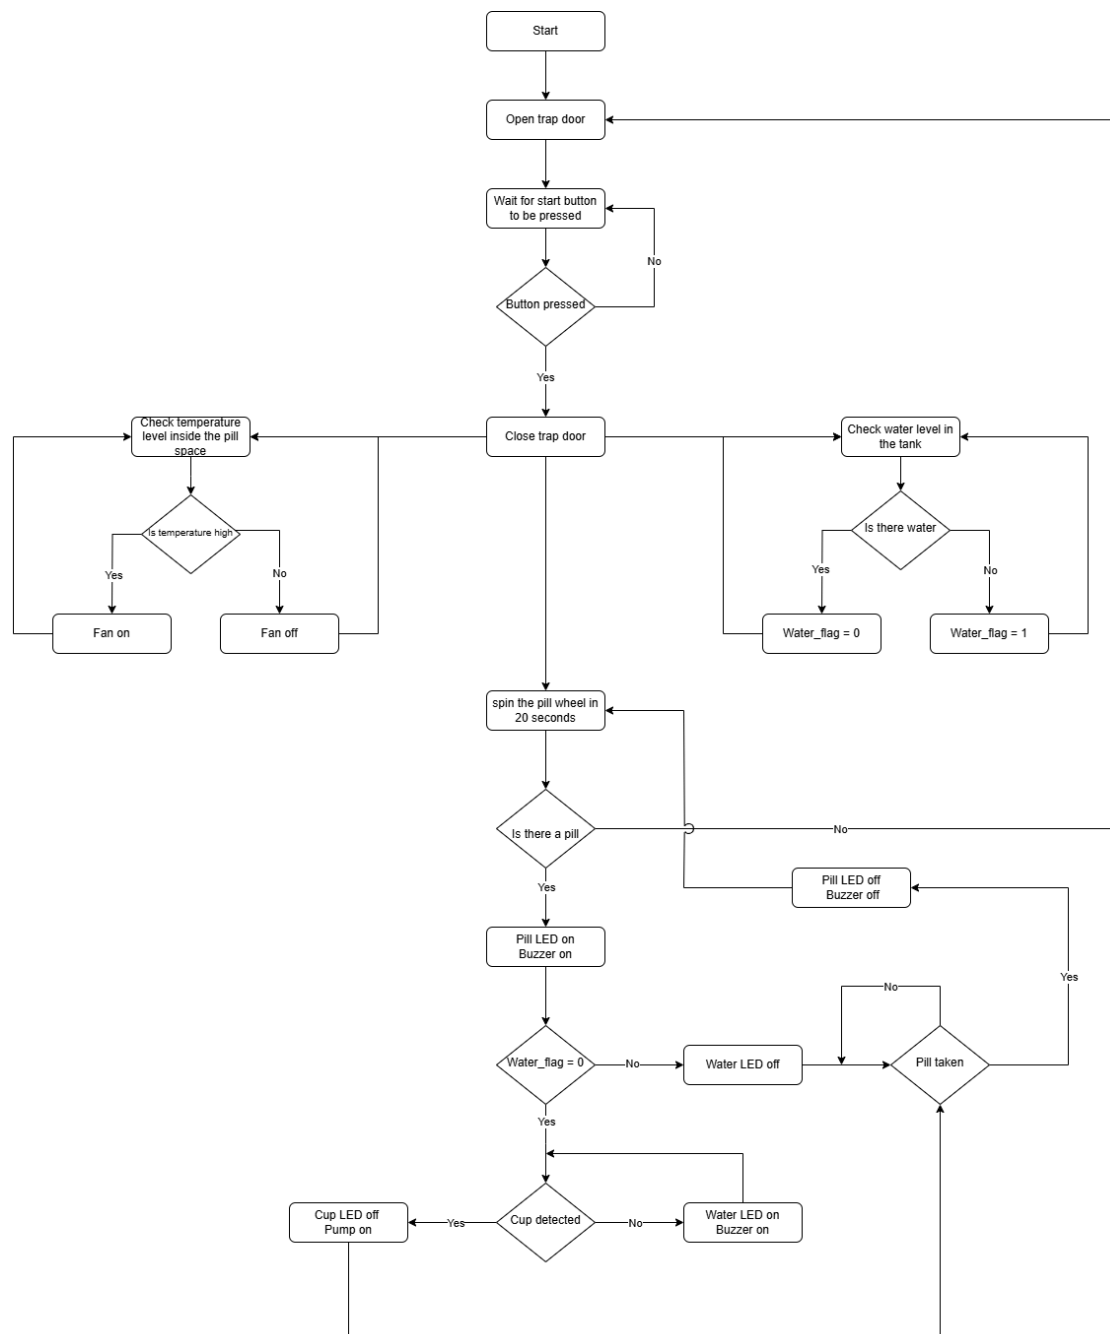 Start
Open trap door
Wait for start button
to be pressed
No
Button pressed
Yes
Check temperature
level inside the pill
space
Close trap door
Check water level in
the tank
Is temperature high
Is there water
Yes
No
Yes
No
Fan on
Fan off
Water_flag = 0
Water_flag = 1
spin the pill wheel in
20 seconds
Is there a pill
No
Yes
Pill LED off
Buzzer off
Pill LED on
Buzzer on
Yes
No
Water_flag = 0
No
Water LED off
Pill taken
Yes
Cup LED off
Pump on
Yes
Cup detected
No
Water LED on
Buzzer on